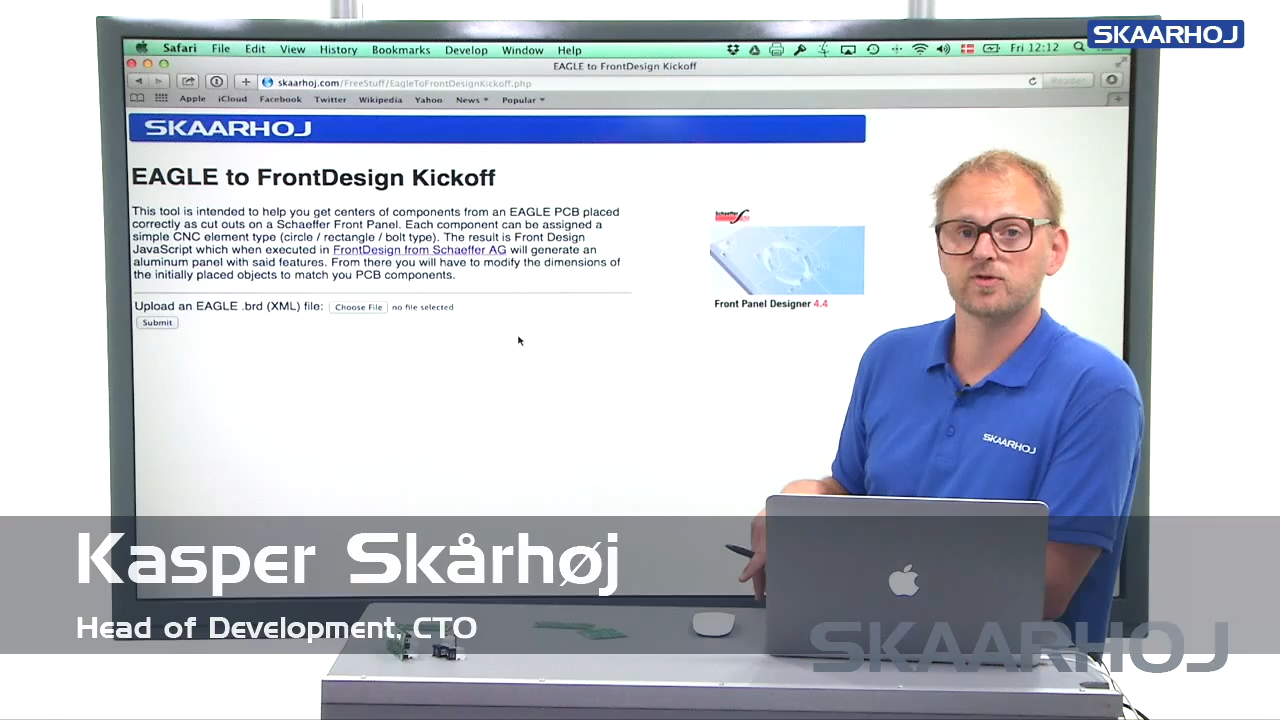 Safari File Edit View History Bookmarks Develop Window Help Fri 12:12
SKAARHOJ
EAGLE to FrontDesign Kickoff
skaarhoj.com/FreeStuff/EagleToFrontDesignKickoff.php
Reader
Apple iCloud Facebook Twitter Wikipedia Yahoo News Popular
SKAARHOJ
EAGLE to FrontDesign Kickoff
This tool is intended to help you get centers of components from an EAGLE PCB placed
correctly as cut outs on a Schaeffer Front Panel. Each component can be assigned a
simple CNC element type (circle / rectangle / bolt type). The result is Front Design
JavaScript which when executed in FrontDesign from Schaeffer AG will generate an
aluminum panel with said features. From there you will have to modify the dimensions of
the initially placed objects to match you PCB components.
Schaeffer
Front Panel Designer 4.4
Upload an EAGLE .brd (XML) file: Choose File no file selected
Submit
SKAARHOJ
Kasper Skårhøj
Head of Development, CTO
SKAARHOJ